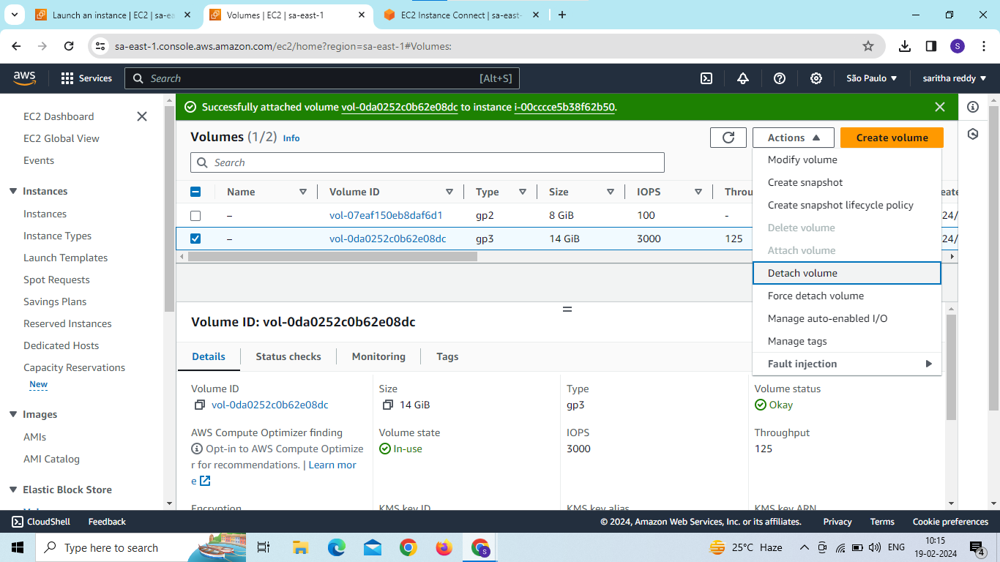 Launch an instance | EC2 | sa-ea
Volumes | EC2 | sa-east-1
EC2 Instance Connect | sa-east-
sa-east-1.console.aws.amazon.com/ec2/home?region=sa-east-1#Volumes:
S
aws
Services
Search
[Alt+S]
São Paulo
saritha reddy
EC2 Dashboard
EC2 Global View
Events
Instances
Instances
Instance Types
Launch Templates
Spot Requests
Savings Plans
Reserved Instances
Dedicated Hosts
Capacity Reservations
New
Images
AMIs
AMI Catalog
Elastic Block Store
Successfully attached volume vol-0da0252c0b62e08dc to instance i-00cccce5b38f62b50.
Volumes (1/2) Info
Actions
Create volume
Search
Name
Volume ID
Type
Size
IOPS
Throu
eate
– vol-07eaf150eb8daf6d1 gp2 8 GiB 100 - 24/
– vol-0da0252c0b62e08dc gp3 14 GiB 3000 125 24/
Modify volume
Create snapshot
Create snapshot lifecycle policy
Delete volume
Attach volume
Detach volume
Force detach volume
Manage auto-enabled I/O
Manage tags
Fault injection
Volume ID: vol-0da0252c0b62e08dc
Details
Status checks
Monitoring
Tags
Volume ID
vol-0da0252c0b62e08dc
Size
14 GiB
Type
gp3
Volume status
Okay
AWS Compute Optimizer finding
Opt-in to AWS Compute Optimize
r for recommendations. | Learn mor
e
Volume state
In-use
IOPS
3000
Throughput
125
Encryption
KMS key ID
KMS key alias
KMS key ARN
CloudShell
Feedback
© 2024, Amazon Web Services, Inc. or its affiliates.
Privacy
Terms
Cookie preferences
Type here to search
S
25°C Haze
ENG
10:15
19-02-2024
4